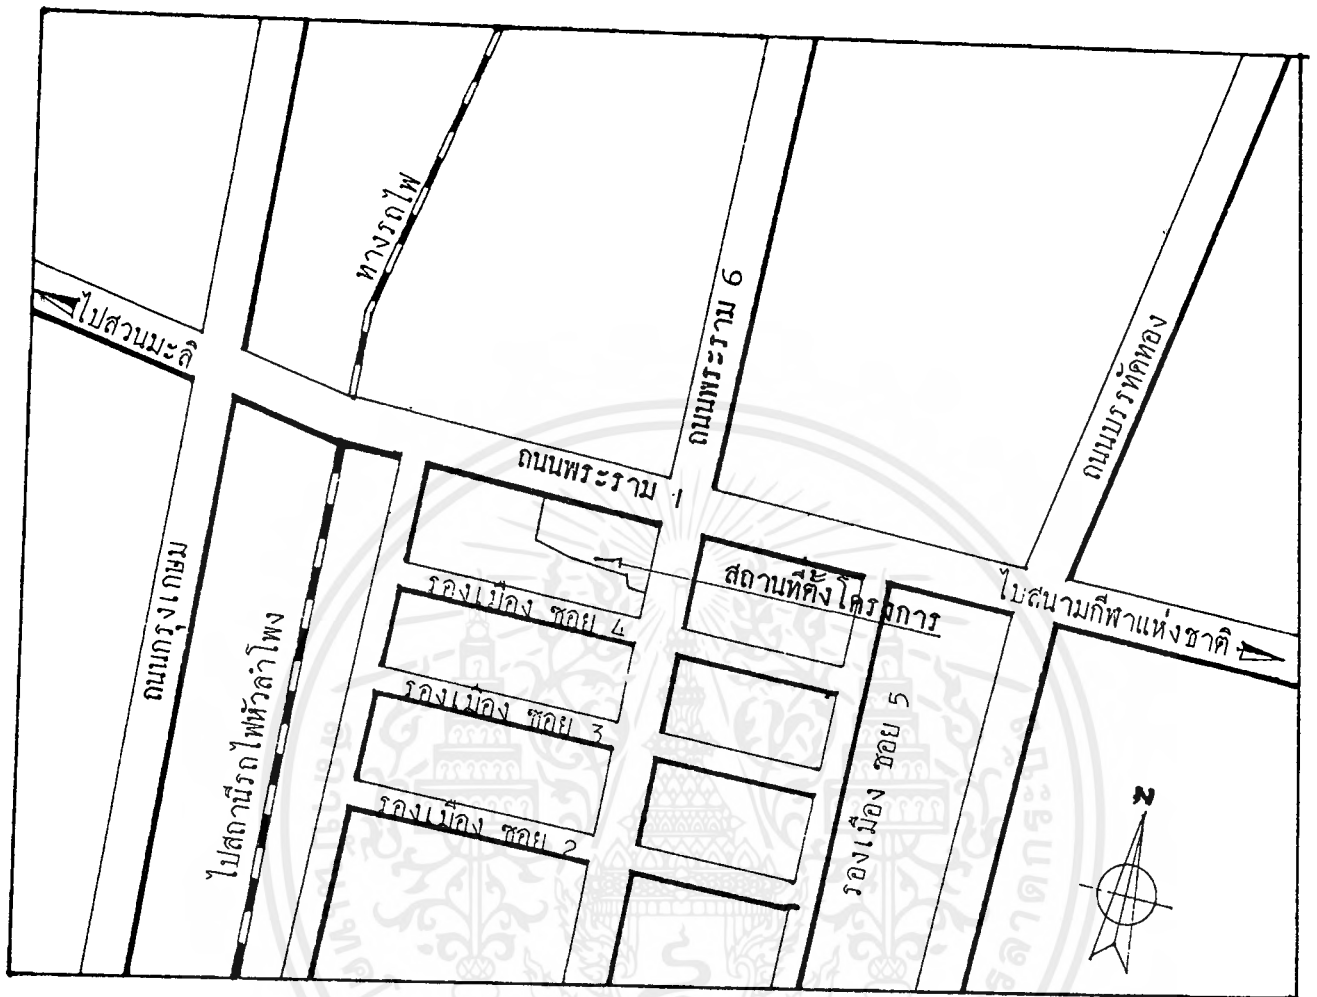 ทางรถไฟ
ไปสวนมะลิ
ถนนพระราม 6
ถนนบรรทัดทอง
ถนนพระราม 1
สถานที่ตั้งโครงการ
ไปสนามกีฬาแห่งชาติ
รองเมือง ซอย 4
ถนนกรุงเกษม
ไปสถานีรถไฟหัวลำโพง
รองเมือง ซอย 3
รองเมือง ซอย 5
รองเมือง ซอย 2
N